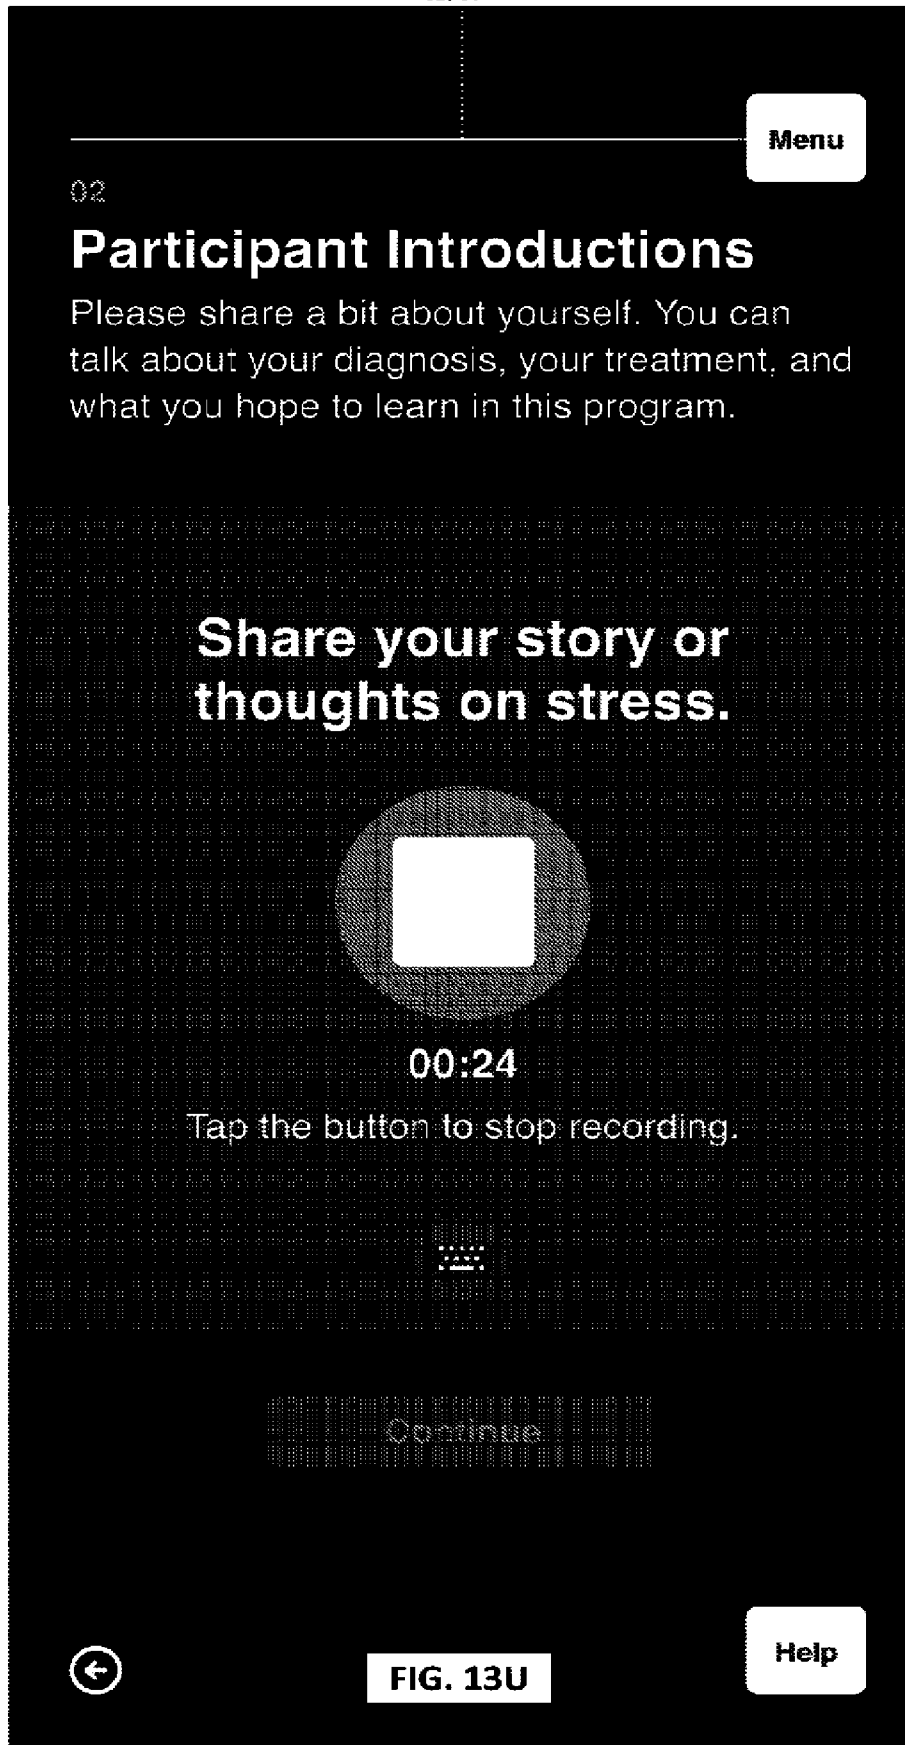 Menu
02
Participant Introductions
Please share a bit about yourself. You can
talk about your diagnosis, your treatment, and
what you hope to learn in this program.
Share your story or
thoughts on stress.
00:24
Tap the button to stop recording.
Continue
Help
FIG. 13U